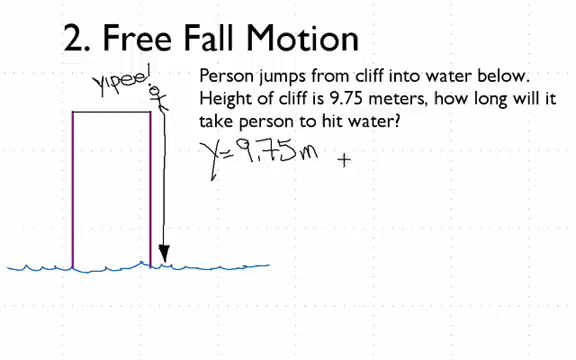 2. Free Fall Motion
yipee!
Person jumps from cliff into water below.
Height of cliff is 9.75 meters, how long will it
take person to hit water?
y=9.75m +